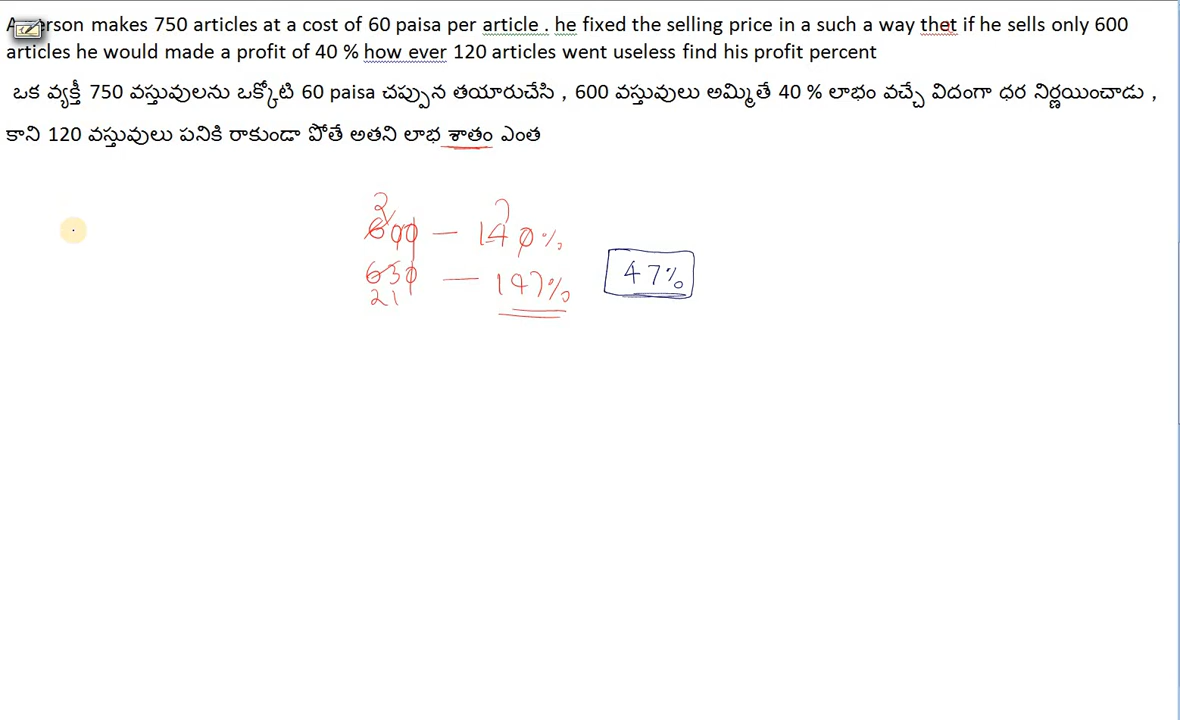 A person makes 750 articles at a cost of 60 paisa per article . he fixed the selling price in a such a way thet if he sells only 600
articles he would made a profit of 40 % how ever 120 articles went useless find his profit percent
ఒక వ్యక్తీ 750 వస్తువులను ఒక్కోటి 60 paisa చప్పున తయారుచేసి , 600 వస్తువులు అమ్మితే 40 % లాభం వచ్చే విదంగా ధర నిర్ణయించాడు ,
కాని 120 వస్తువులు పనికి రాకుండా పోతే అతని లాభ శాతం ఎంత
2 7
600 — 140%
630 — 147% 47%
21